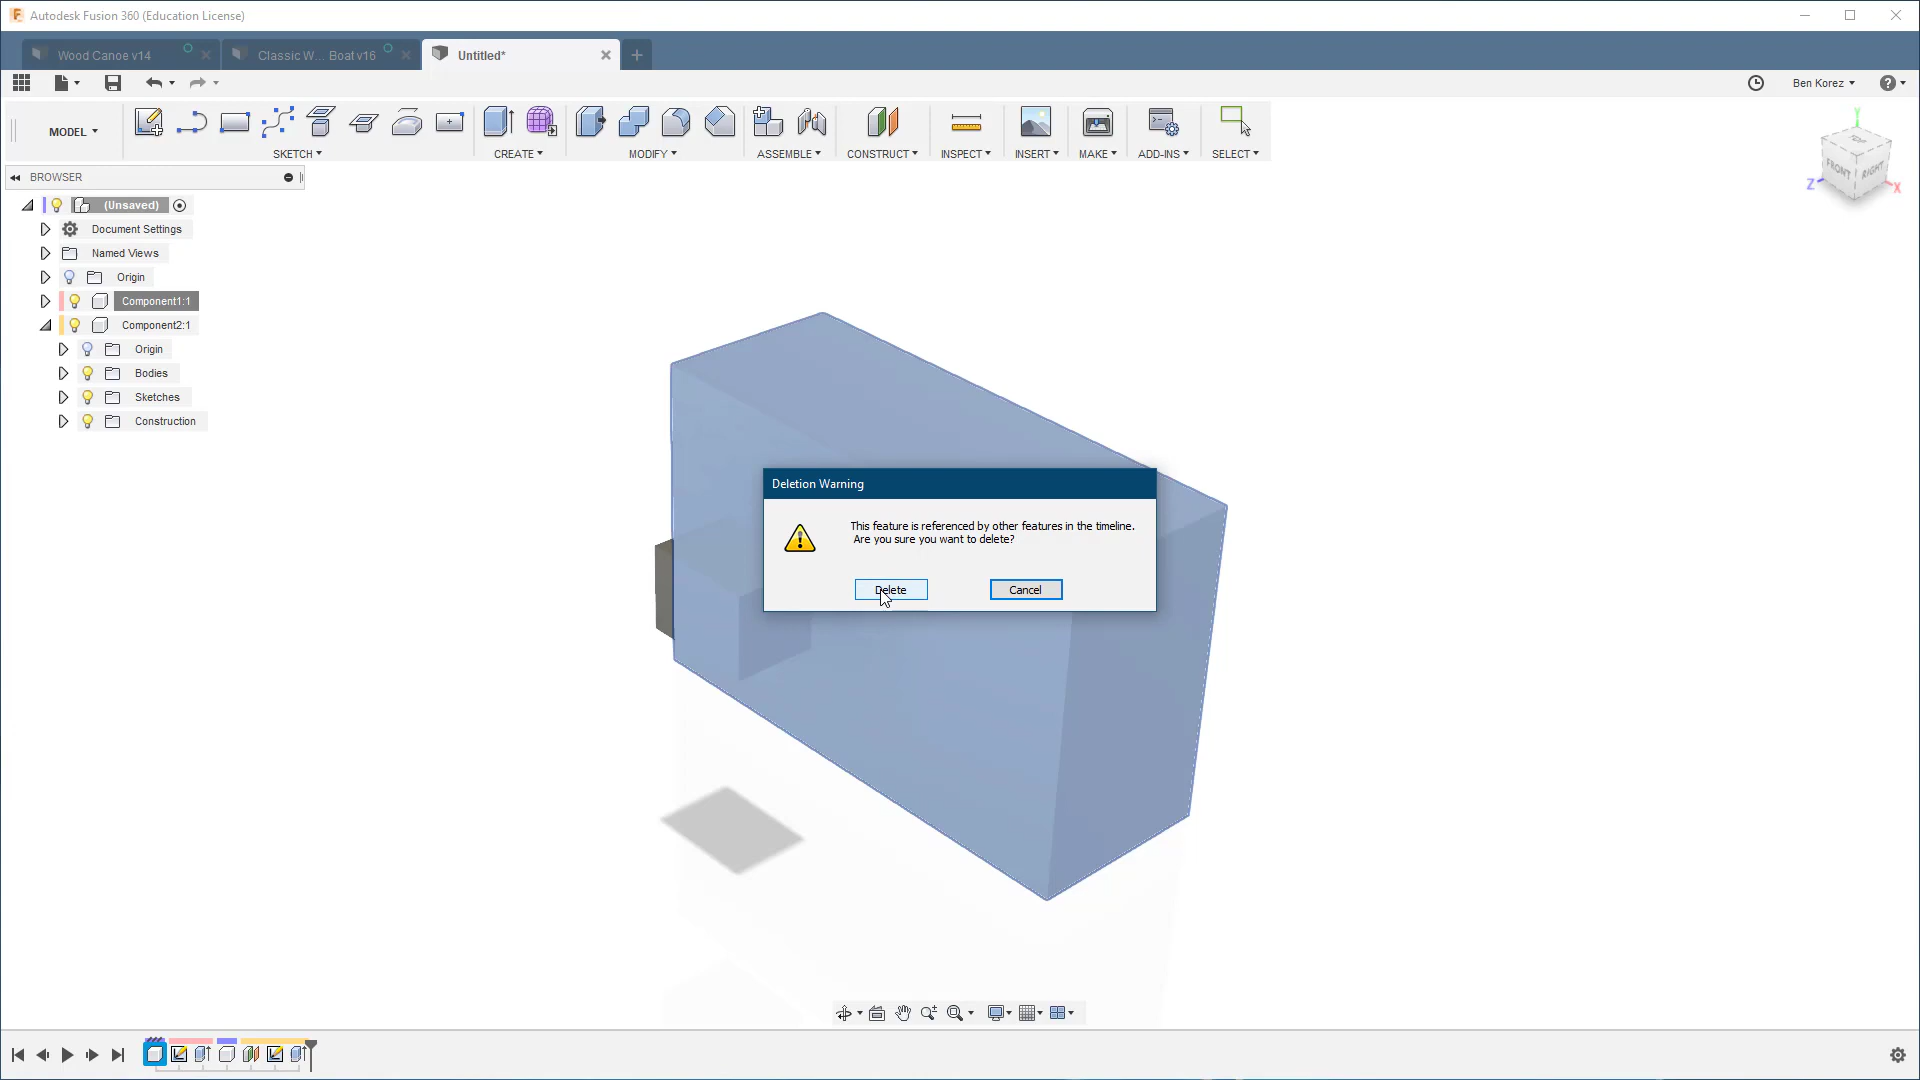 Autodesk Fusion 360 (Education License)
Wood Canoe v14
Classic W... Boat v16
Untitled*
Ben Korez
MODEL
SKETCH
CREATE
MODIFY
ASSEMBLE
CONSTRUCT
INSPECT
INSERT
MAKE
ADD-INS
SELECT
TOP
FRONT
RIGHT
Y
Z
X
BROWSER
(Unsaved)
Document Settings
Named Views
Origin
Component1:1
Component2:1
Origin
Bodies
Sketches
Construction
Deletion Warning
This feature is referenced by other features in the timeline.
Are you sure you want to delete?
Delete
Cancel